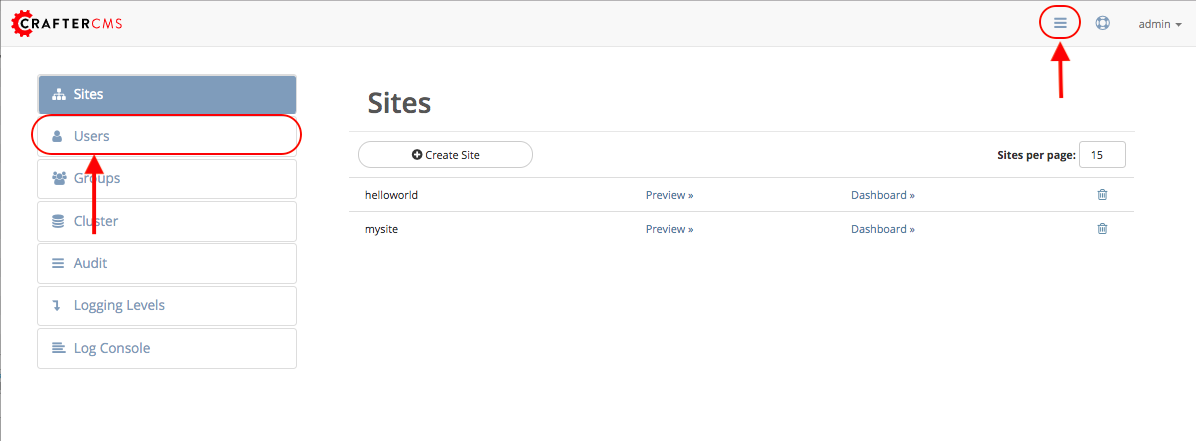 CRAFTERCMS
admin
Sites
Users
Groups
Cluster
Audit
Logging Levels
Log Console
Sites
Create Site
Sites per page: 15
helloworld Preview » Dashboard »
mysite Preview » Dashboard »